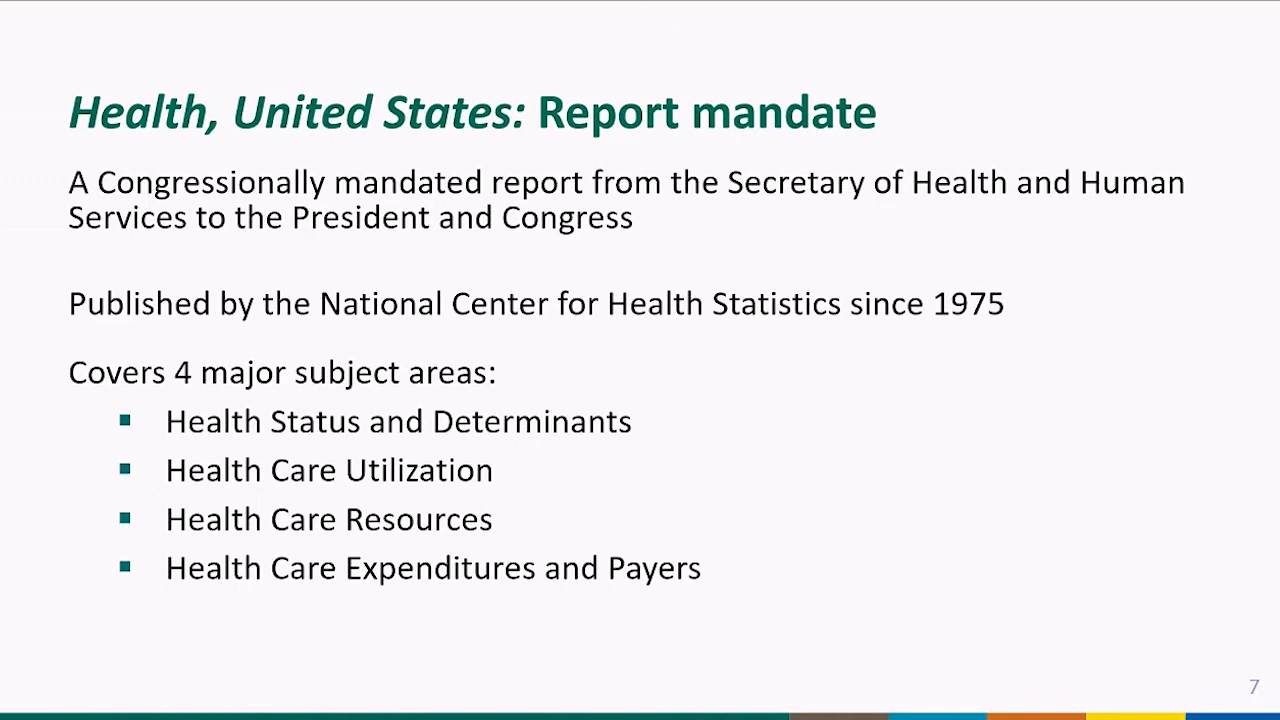 Health, United States: Report mandate
A Congressionally mandated report from the Secretary of Health and Human
Services to the President and Congress
Published by the National Center for Health Statistics since 1975
Covers 4 major subject areas:
▪ Health Status and Determinants
▪ Health Care Utilization
▪ Health Care Resources
▪ Health Care Expenditures and Payers
7